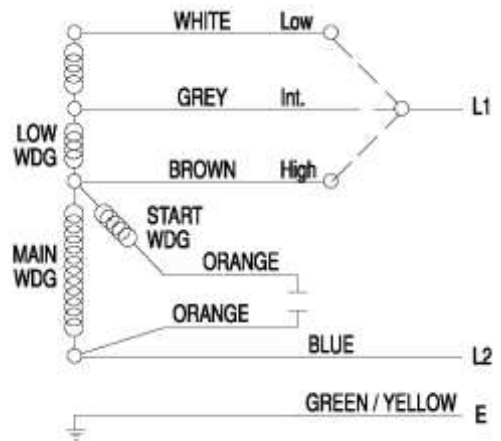 WHITE Low
GREY Int. L1
LOW
WDG
BROWN High
START
WDG
MAIN
WDG
ORANGE
ORANGE
BLUE L2
GREEN / YELLOW E